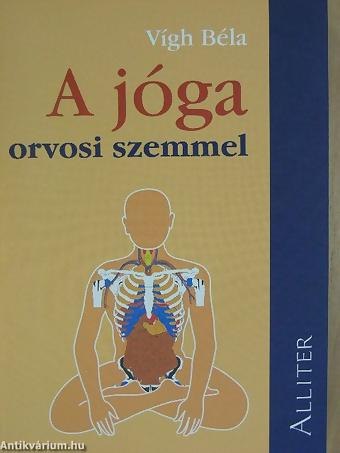 Vígh Béla
A jóga
orvosi szemmel
ALLITER
Antikvárium.hu